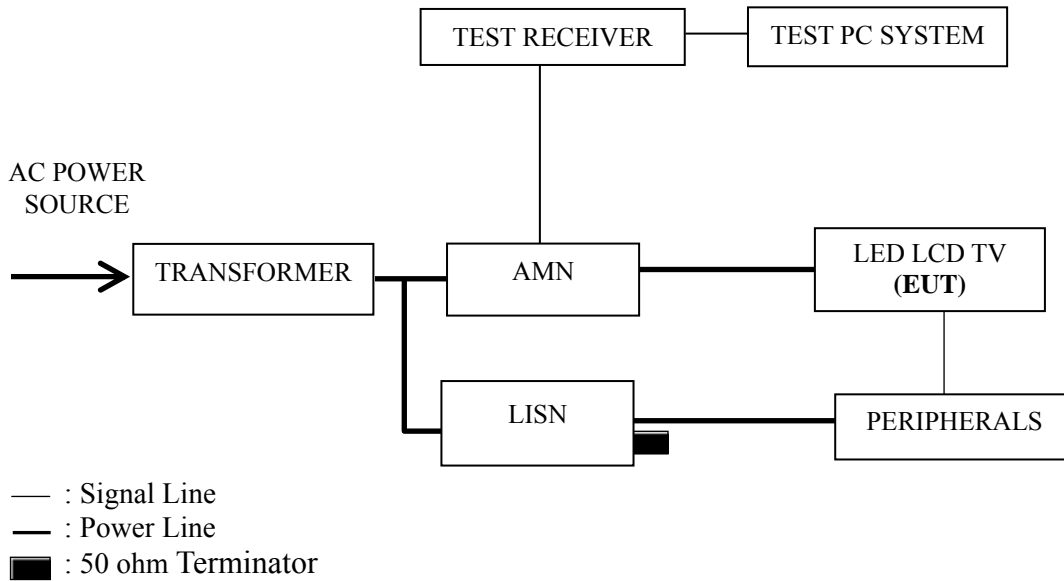 TEST RECEIVER
TEST PC SYSTEM
AC POWER
SOURCE
TRANSFORMER
AMN
LED LCD TV
(EUT)
LISN
PERIPHERALS
: Signal Line
: Power Line
: 50 ohm Terminator